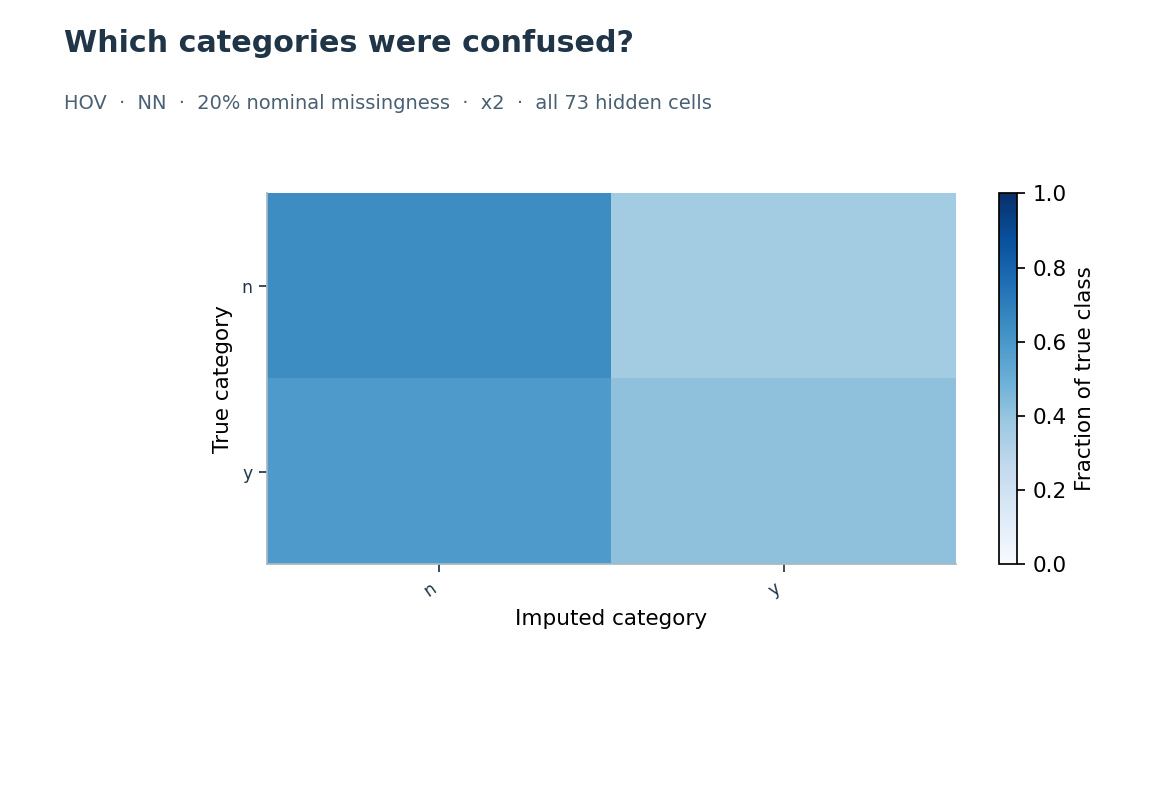 Which categories were confused?
HOV · NN · 20% nominal missingness · x2 · all 73 hidden cells
True category
n
y
n
y
Imputed category
1.0
0.8
0.6
0.4
0.2
0.0
Fraction of true class